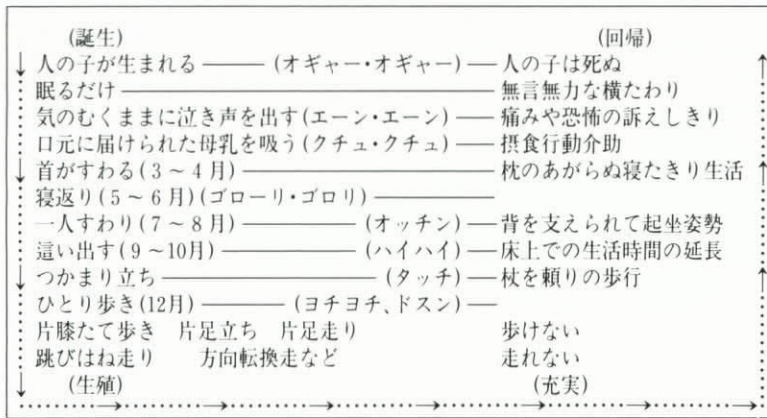 (誕生) (回帰)
人の子が生まれる―――(オギャー・オギャー)―人の子は死ぬ
眠るだけ―――無言無力な横たわり
気のむくままに泣き声を出す(エーン・エーン)―痛みや恐怖の訴えしきり
口元に届けられた母乳を吸う(クチュ・クチュ)―摂食行動介助
首がすわる(3～4月)―――枕のあがらぬ寝たきり生活
寝返り(5～6月)(ゴローリ・ゴロリ)―――
一人すわり(7～8月)―――(オッチン)―背を支えられて起坐姿勢
這い出す(9～10月)―――(ハイハイ)―床上での生活時間の延長
つかまり立ち―――(タッチ)―杖を頼りの歩行
ひとり歩き(12月)―――(ヨチヨチ、ドスン)―
片膝たて歩き 片足立ち 片足走り 歩けない
跳びはね走り 方向転換走など 走れない
(生殖) (充実)